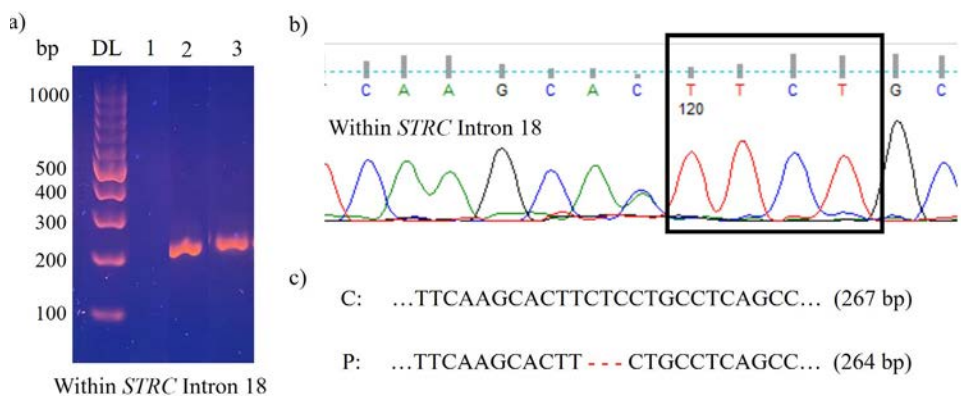 a)
bp DL 1 2 3
1000
500
400
300
200
100
Within STRC Intron 18
b)
C A A G C A C T T C T G C
120
Within STRC Intron 18
c)
C: ...TTCAAGCACTTCTCCTGCCTCAGCC... (267 bp)
P: ...TTCAAGCACTT ---CTGCCTCAGCC... (264 bp)